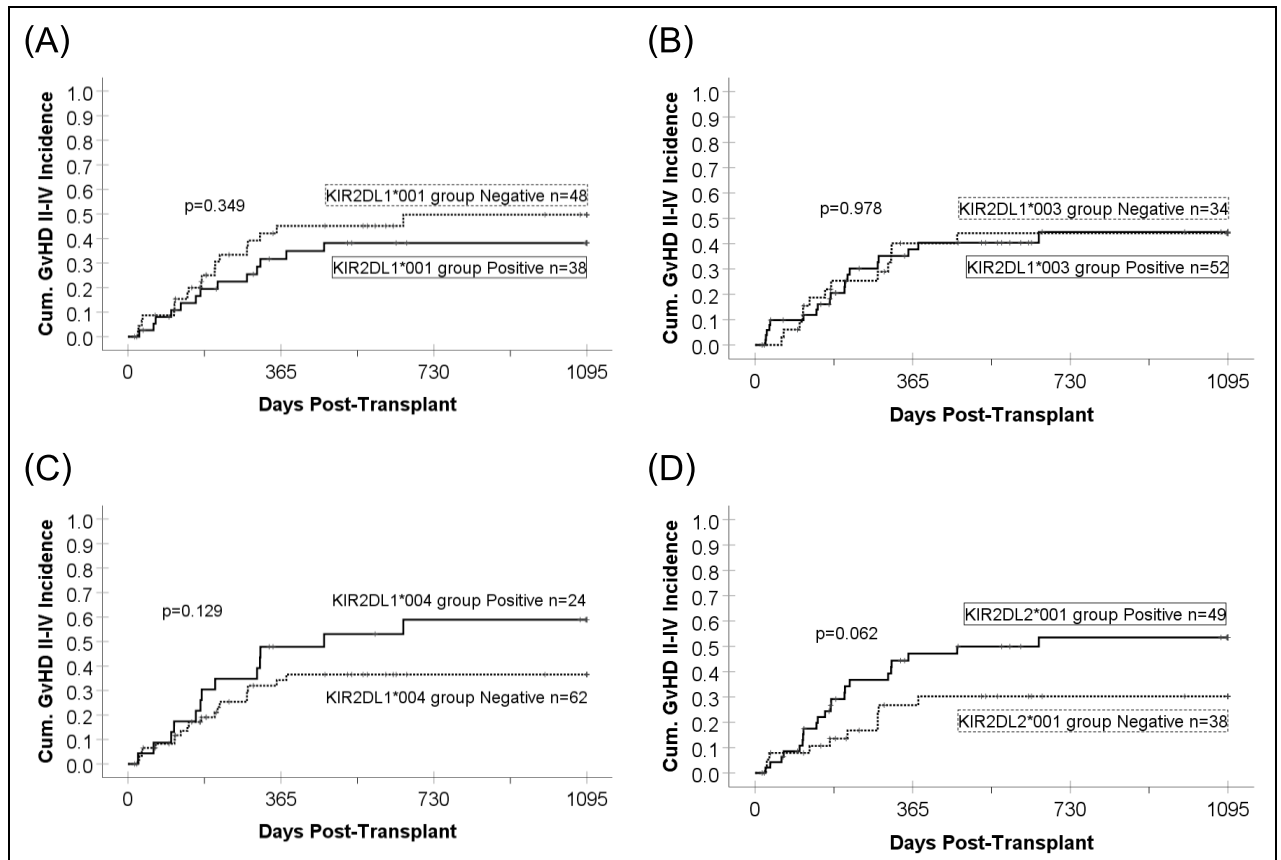 (A)
Cum. GvHD II-IV Incidence
1.0
0.9
0.8
0.7
0.6
0.5
0.4
0.3
0.2
0.1
0.0
p=0.349
KIR2DL1*001 group Negative n=48
KIR2DL1*001 group Positive n=38
0 365 730 1095
Days Post-Transplant
(B)
Cum. GvHD II-IV Incidence
1.0
0.9
0.8
0.7
0.6
0.5
0.4
0.3
0.2
0.1
0.0
p=0.978
KIR2DL1*003 group Negative n=34
KIR2DL1*003 group Positive n=52
0 365 730 1095
Days Post-Transplant
(C)
Cum. GvHD II-IV Incidence
1.0
0.9
0.8
0.7
0.6
0.5
0.4
0.3
0.2
0.1
0.0
p=0.129
KIR2DL1*004 group Positive n=24
KIR2DL1*004 group Negative n=62
0 365 730 1095
Days Post-Transplant
(D)
Cum. GvHD II-IV Incidence
1.0
0.9
0.8
0.7
0.6
0.5
0.4
0.3
0.2
0.1
0.0
p=0.062
KIR2DL2*001 group Positive n=49
KIR2DL2*001 group Negative n=38
0 365 730 1095
Days Post-Transplant